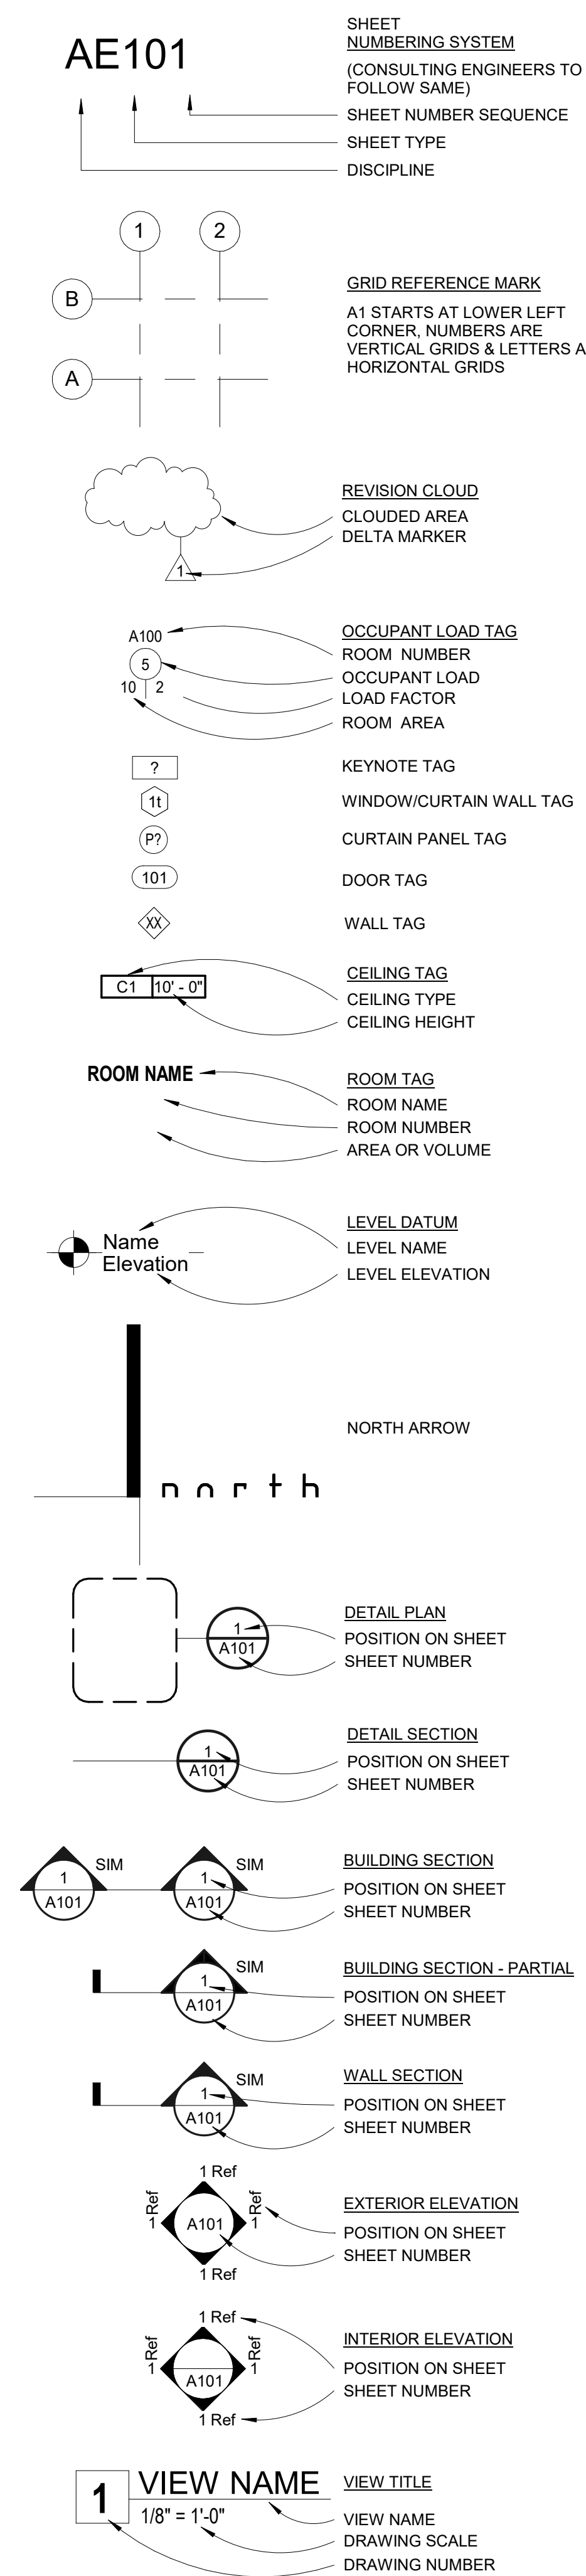 AE101
SHEET
NUMBERING SYSTEM
(CONSULTING ENGINEERS TO
FOLLOW SAME)
SHEET NUMBER SEQUENCE
SHEET TYPE
DISCIPLINE
1
2
B
A
GRID REFERENCE MARK
A1 STARTS AT LOWER LEFT
CORNER, NUMBERS ARE
VERTICAL GRIDS & LETTERS A
HORIZONTAL GRIDS
REVISION CLOUD
CLOUDED AREA
DELTA MARKER
1
A100
5
10 2
OCCUPANT LOAD TAG
ROOM NUMBER
OCCUPANT LOAD
LOAD FACTOR
ROOM AREA
?
KEYNOTE TAG
1t
WINDOW/CURTAIN WALL TAG
P?
CURTAIN PANEL TAG
101
DOOR TAG
XX
WALL TAG
C1 10' - 0"
CEILING TAG
CEILING TYPE
CEILING HEIGHT
ROOM NAME
ROOM TAG
ROOM NAME
ROOM NUMBER
AREA OR VOLUME
Name
Elevation
LEVEL DATUM
LEVEL NAME
LEVEL ELEVATION
NORTH ARROW
north
1
A101
DETAIL PLAN
POSITION ON SHEET
SHEET NUMBER
1
A101
DETAIL SECTION
POSITION ON SHEET
SHEET NUMBER
1
A101
SIM
1
A101
SIM
BUILDING SECTION
POSITION ON SHEET
SHEET NUMBER
1
A101
SIM
BUILDING SECTION - PARTIAL
POSITION ON SHEET
SHEET NUMBER
1
A101
SIM
WALL SECTION
POSITION ON SHEET
SHEET NUMBER
1 Ref
1 Ref
A101
1 Ref
1 Ref
EXTERIOR ELEVATION
POSITION ON SHEET
SHEET NUMBER
1 Ref
1 Ref
A101
1 Ref
1 Ref
INTERIOR ELEVATION
POSITION ON SHEET
SHEET NUMBER
1
VIEW NAME
1/8" = 1'-0"
VIEW TITLE
VIEW NAME
DRAWING SCALE
DRAWING NUMBER